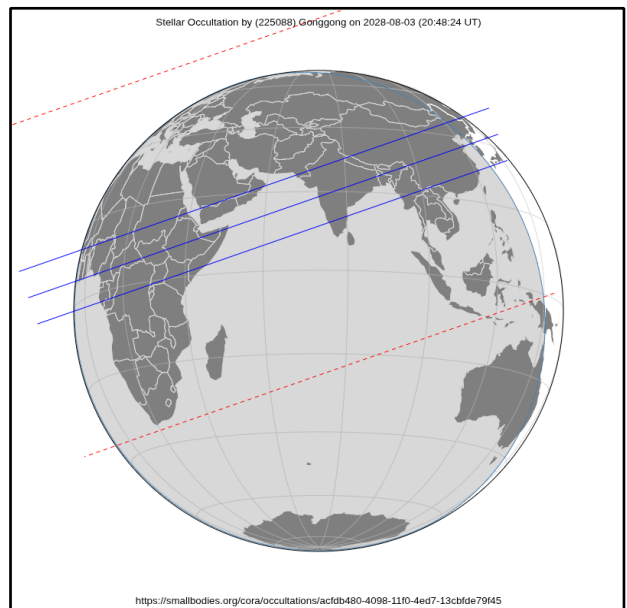 Stellar Occultation by (225088) Gonggong on 2028-08-03 (20:48:24 UT)
https://smallbodies.org/cora/occultations/acfdb480-4098-11f0-4ed7-13cbfde79f45